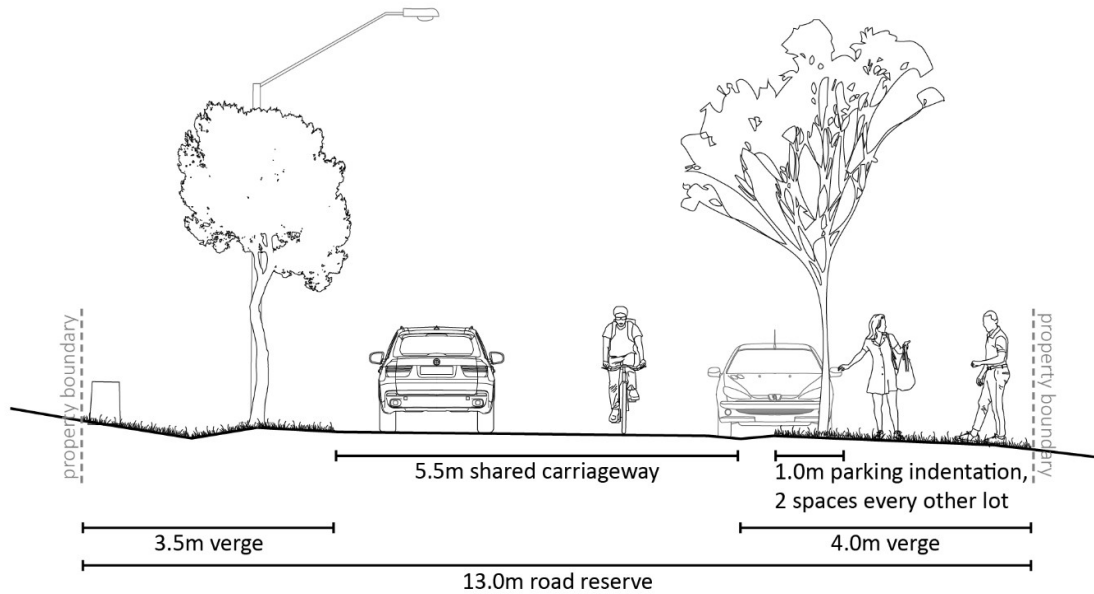 property boundary
property boundary
5.5m shared carriageway
1.0m parking indentation,
2 spaces every other lot
3.5m verge
4.0m verge
13.0m road reserve